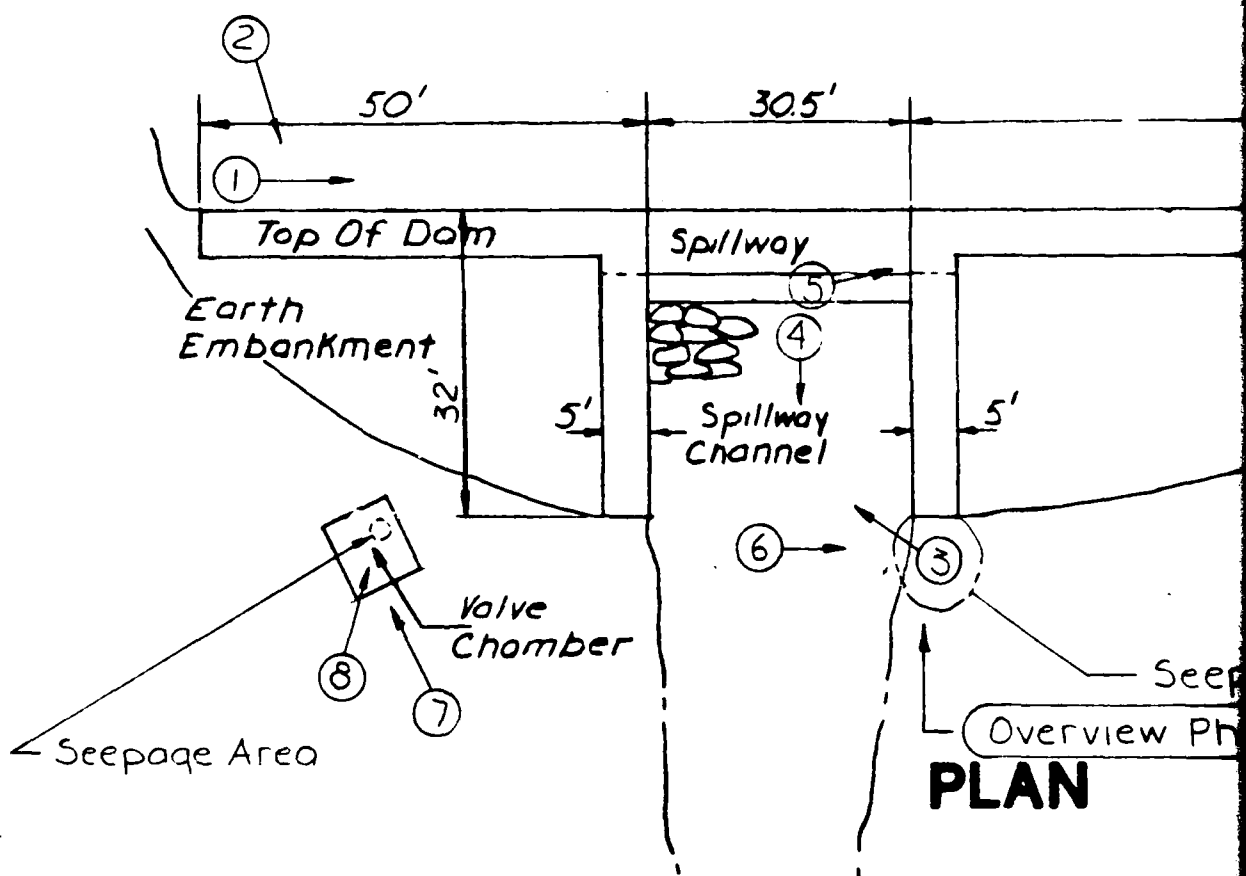 2
50'
30.5'
1
Top Of Dam
Spillway
5
Earth
Embankment
4
32'
5'
Spillway
Channel
5'
6
3
Valve
Chamber
8
7
Seepage Area
Seep
Overview Ph
PLAN